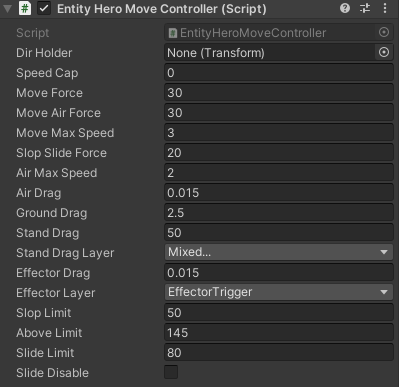 Entity Hero Move Controller (Script)
Script EntityHeroMoveController
Dir Holder None (Transform)
Speed Cap 0
Move Force 30
Move Air Force 30
Move Max Speed 3
Slop Slide Force 20
Air Max Speed 2
Air Drag 0.015
Ground Drag 2.5
Stand Drag 50
Stand Drag Layer Mixed...
Effector Drag 0.015
Effector Layer EffectorTrigger
Slop Limit 50
Above Limit 145
Slide Limit 80
Slide Disable